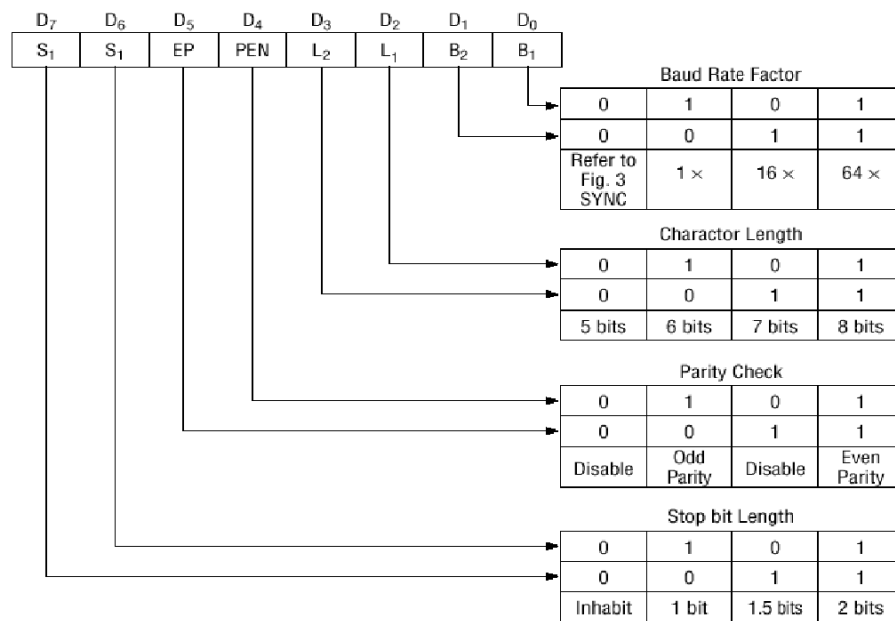 D7 D6 D5 D4 D3 D2 D1 D0
S1 S1 EP PEN L2 L1 B2 B1
Baud Rate Factor
0 1 0 1
0 0 1 1
Refer to Fig. 3 SYNC 1 × 16 × 64 ×
Charactor Length
0 1 0 1
0 0 1 1
5 bits 6 bits 7 bits 8 bits
Parity Check
0 1 0 1
0 0 1 1
Disable Odd Parity Disable Even Parity
Stop bit Length
0 1 0 1
0 0 1 1
Inhabit 1 bit 1.5 bits 2 bits